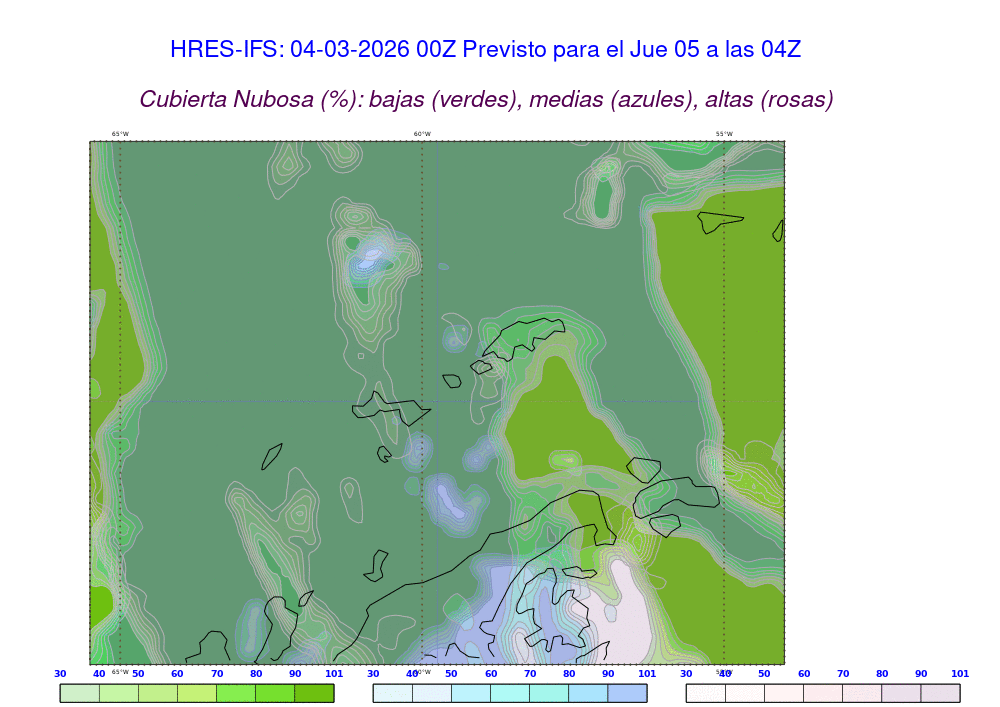 HRES-IFS: 04-03-2026 00Z Previsto para el Jue 05 a las 04Z
Cubierta Nubosa (%): bajas (verdes), medias (azules), altas (rosas)
65°W 60°W 55°W
65°W 60°W
30 40 50 60 70 80 90 101 30 40 50 60 70 80 90 101 30 40 50 60 70 80 90 101